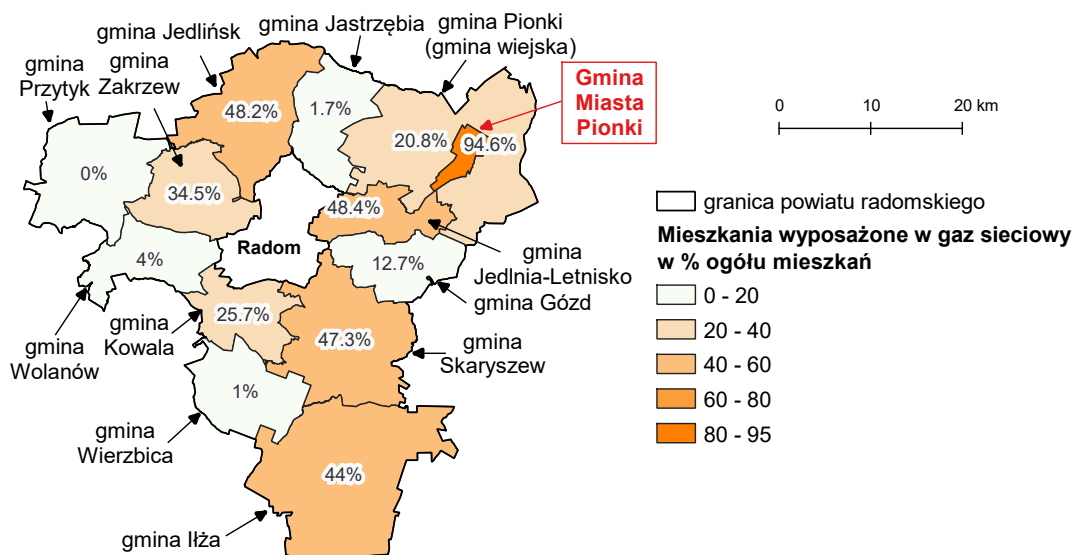 gmina Jastrzębia
gmina Pionki
(gmina wiejska)
gmina Jedlińsk
gmina
Zakrzew
gmina
Przytyk
Gmina
Miasta
Pionki
0
10
20 km
48.2%
1.7%
20.8%
94.6%
0%
34.5%
48.4%
Radom
4%
12.7%
gmina
Jedlnia-Letnisko
gmina Gózd
25.7%
47.3%
gmina
Kowala
gmina
Wolanów
gmina
Skaryszew
1%
gmina
Wierzbica
44%
gmina Iłża
granica powiatu radomskiego
Mieszkania wyposażone w gaz sieciowy
w % ogółu mieszkań
0 - 20
20 - 40
40 - 60
60 - 80
80 - 95